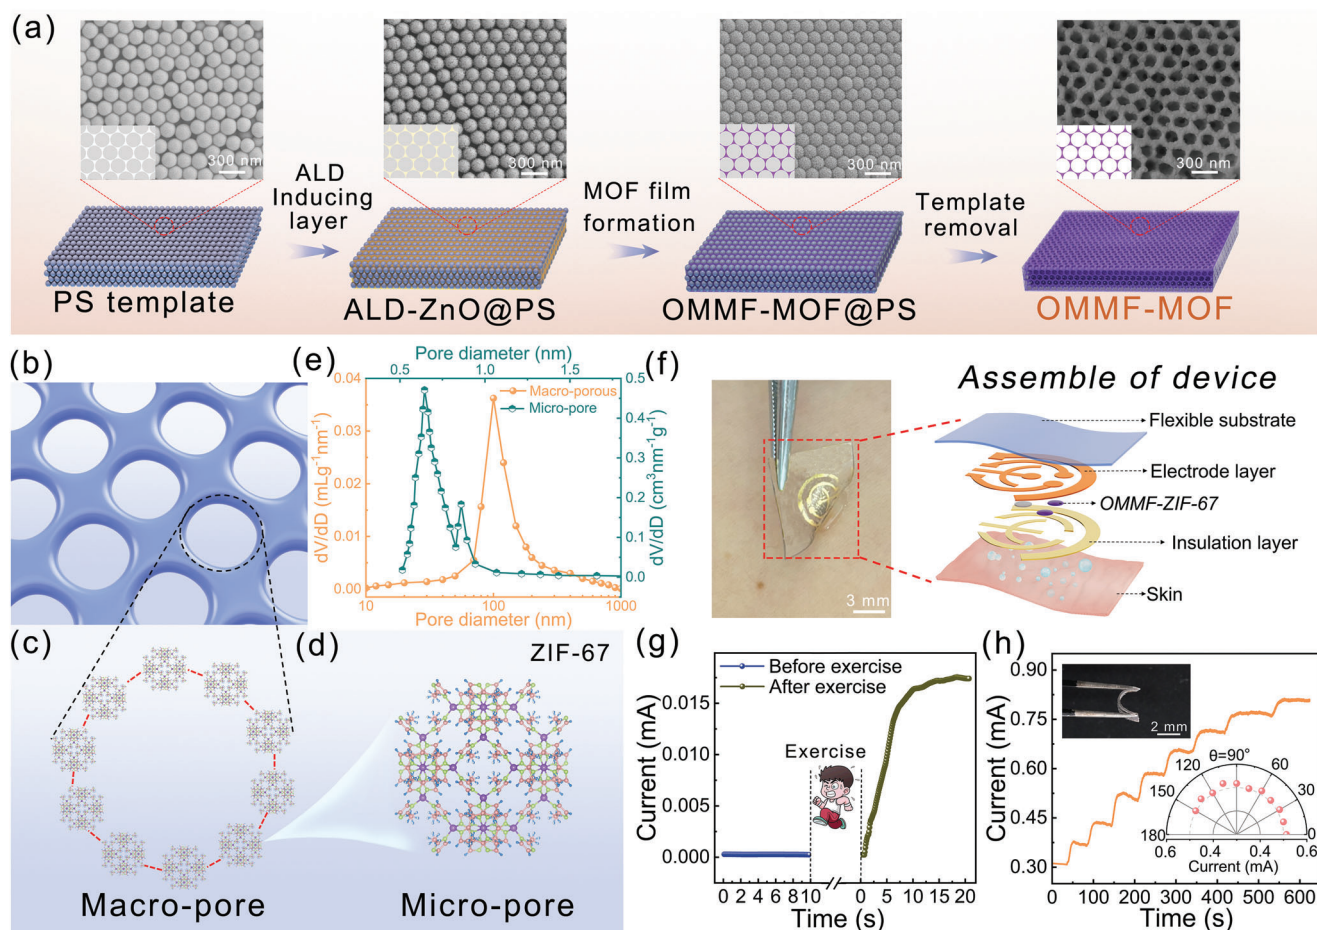 (a)
300 nm
300 nm
300 nm
300 nm
ALD
Inducing
layer
MOF film
formation
Template
removal
PS template
ALD-ZnO@PS
OMMF-MOF@PS
OMMF-MOF
(b)
(e)
Pore diameter (nm)
0.5 1.0 1.5
Macro-porous
Micro-pore
dV/dD (mLg⁻¹nm⁻¹)
0.04
0.03
0.02
0.01
0.00
dV/dD (cm³nm⁻¹g⁻¹)
0.5
0.4
0.3
0.2
0.1
0.0
10 100 1000
Pore diameter (nm)
(f)
3 mm
Assemble of device
Flexible substrate
Electrode layer
OMMF-ZIF-67
Insulation layer
Skin
(c)
Macro-pore
(d)
ZIF-67
Micro-pore
(g)
Before exercise
After exercise
Exercise
Current (mA)
0.015
0.010
0.005
0.000
0 2 4 6 8 10 0 5 10 15 20
Time (s)
(h)
Current (mA)
0.90
0.75
0.60
0.45
0.30
2 mm
θ=90°
120 60
150 30
180 0
0.6 0.4 0.4 0.6
Current (mA)
0 100 200 300 400 500 600
Time (s)